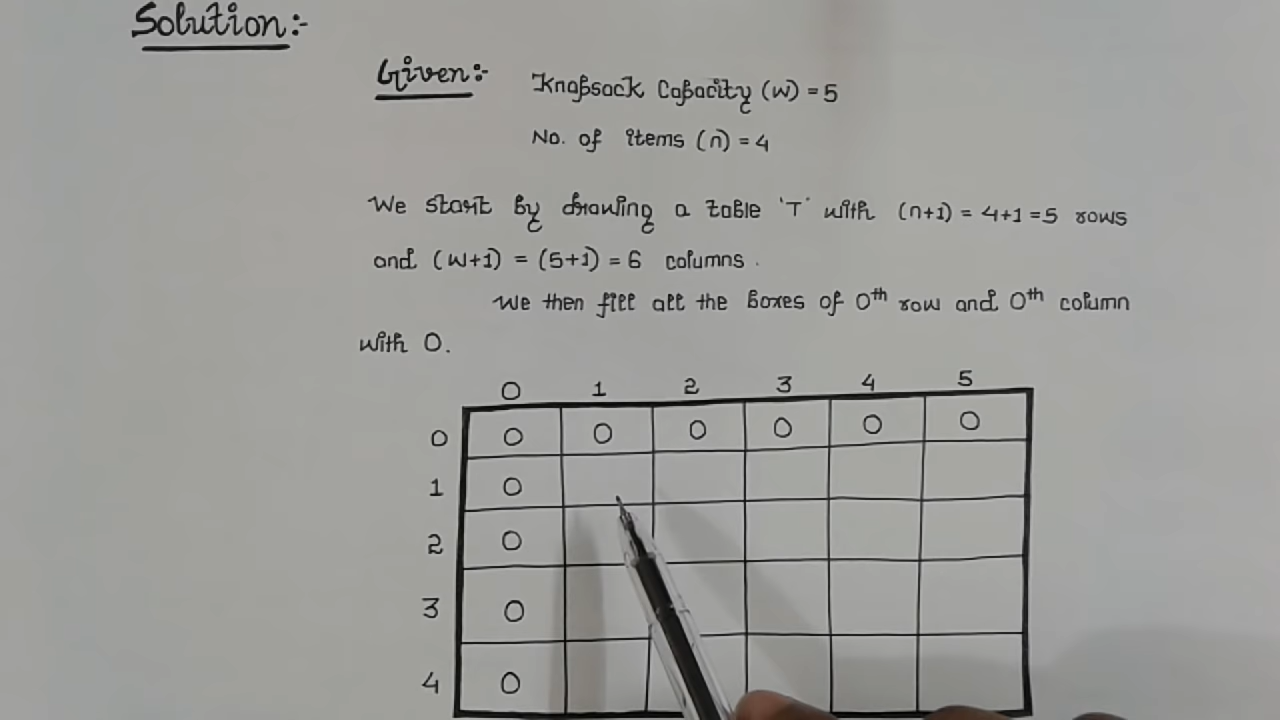 Solution:-
Given:- Knapsack Capacity (W) = 5
No. of items (n) = 4
We start by drawing a table 'T' with (n+1) = 4+1 = 5 rows
and (W+1) = (5+1) = 6 columns.
We then fill all the boxes of 0th row and 0th column
with 0.
0 1 2 3 4 5
0 0 0 0 0 0 0
1 0
2 0
3 0
4 0